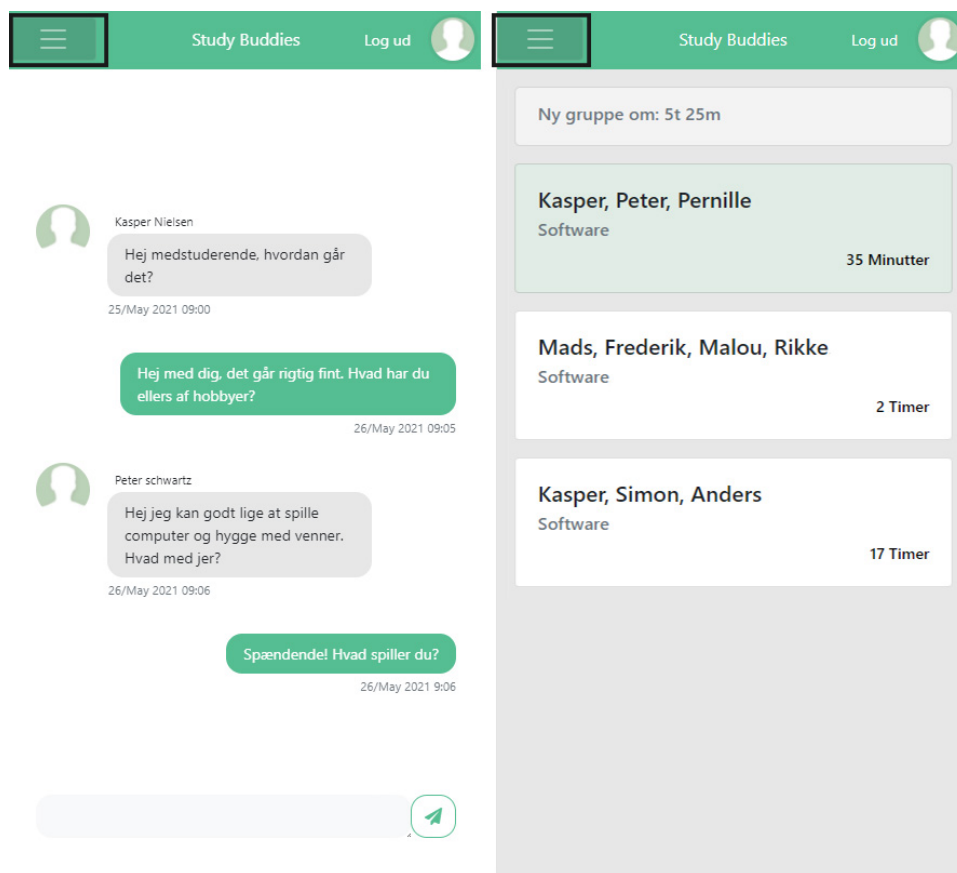 Study Buddies
Log ud
Kasper Nielsen
Hej medstuderende, hvordan går
det?
25/May 2021 09:00
Hej med dig, det går rigtig fint. Hvad har du
ellers af hobbyer?
26/May 2021 09:05
Peter schwartz
Hej jeg kan godt lige at spille
computer og hygge med venner.
Hvad med jer?
26/May 2021 09:06
Spændende! Hvad spiller du?
26/May 2021 9:06
Study Buddies
Log ud
Ny gruppe om: 5t 25m
Kasper, Peter, Pernille
Software
35 Minutter
Mads, Frederik, Malou, Rikke
Software
2 Timer
Kasper, Simon, Anders
Software
17 Timer